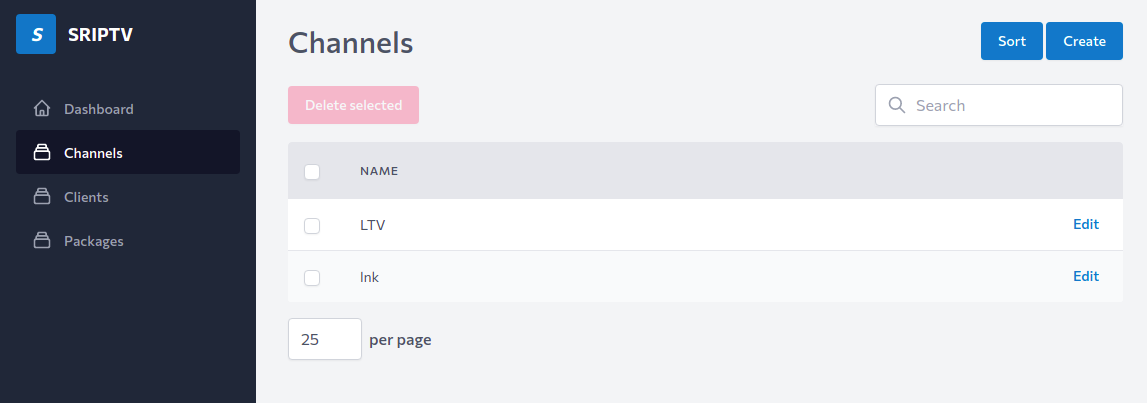 S SRIPTV
Dashboard
Channels
Clients
Packages
Channels
Sort Create
Delete selected
Search
NAME
LTV Edit
lnk Edit
25 per page